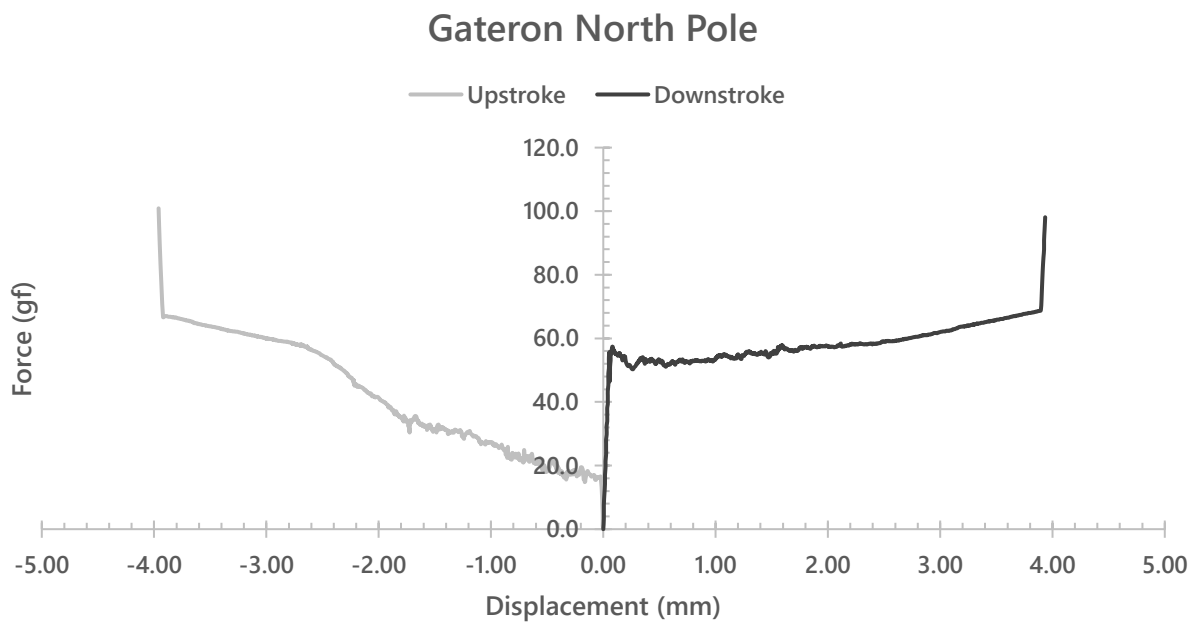 Gateron North Pole
Upstroke Downstroke
120.0
100.0
80.0
60.0
40.0
20.0
0.0
-5.00 -4.00 -3.00 -2.00 -1.00 0.00 1.00 2.00 3.00 4.00 5.00
Force (gf)
Displacement (mm)